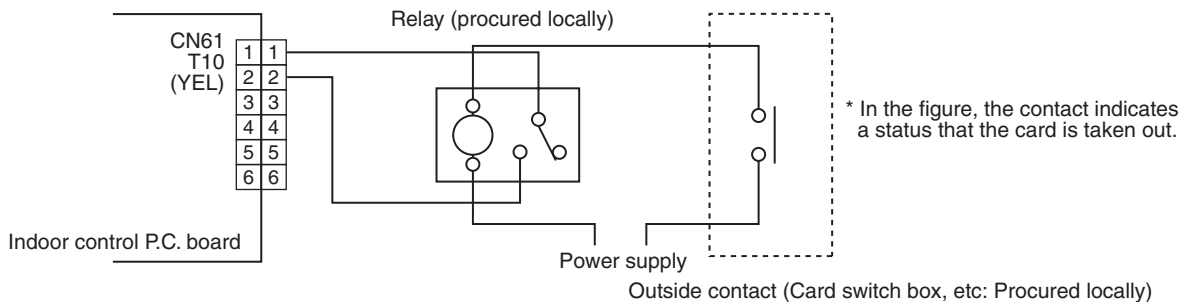 Relay (procured locally)
CN61
T10
(YEL)
1 1
2 2
3 3
4 4
5 5
6 6
* In the figure, the contact indicates
a status that the card is taken out.
Indoor control P.C. board
Power supply
Outside contact (Card switch box, etc: Procured locally)